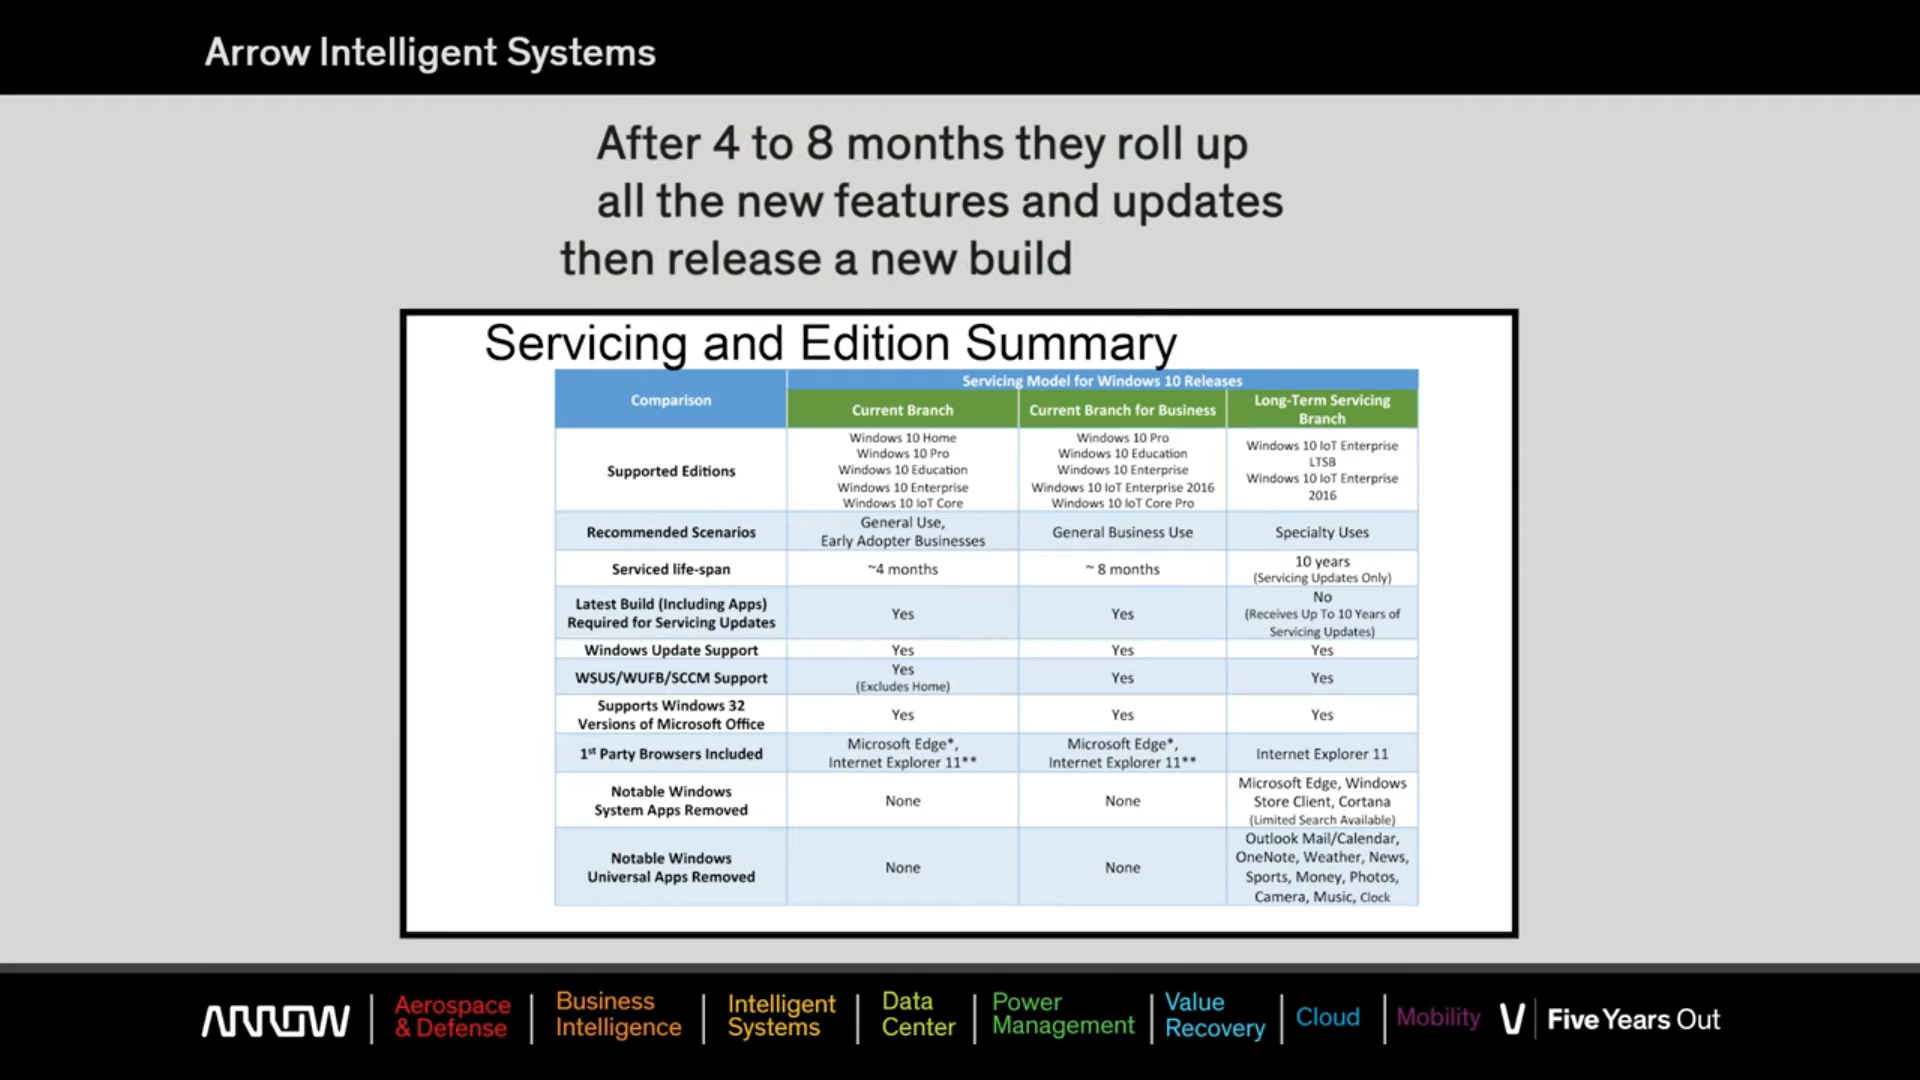 Arrow Intelligent Systems
After 4 to 8 months they roll up
all the new features and updates
then release a new build
Servicing and Edition Summary
Comparison
Servicing Model for Windows 10 Releases
Current Branch
Current Branch for Business
Long-Term Servicing
Branch
Supported Editions
Windows 10 Home
Windows 10 Pro
Windows 10 Education
Windows 10 Enterprise
Windows 10 IoT Core
Windows 10 Pro
Windows 10 Education
Windows 10 Enterprise
Windows 10 IoT Enterprise 2016
Windows 10 IoT Core Pro
Windows 10 IoT Enterprise
LTSB
Windows 10 IoT Enterprise
2016
Recommended Scenarios
General Use,
Early Adopter Businesses
General Business Use
Specialty Uses
Serviced life-span
~4 months
~ 8 months
10 years
(Servicing Updates Only)
Latest Build (Including Apps)
Required for Servicing Updates
Yes
Yes
No
(Receives Up To 10 Years of
Servicing Updates)
Windows Update Support
Yes
Yes
Yes
WSUS/WUFB/SCCM Support
Yes
(Excludes Home)
Yes
Yes
Supports Windows 32
Versions of Microsoft Office
Yes
Yes
Yes
1st Party Browsers Included
Microsoft Edge*,
Internet Explorer 11**
Microsoft Edge*,
Internet Explorer 11**
Internet Explorer 11
Notable Windows
System Apps Removed
None
None
Microsoft Edge, Windows
Store Client, Cortana
(Limited Search Available)
Notable Windows
Universal Apps Removed
None
None
Outlook Mail/Calendar,
OneNote, Weather, News,
Sports, Money, Photos,
Camera, Music, Clock
ARROW
Aerospace
& Defense
Business
Intelligence
Intelligent
Systems
Data
Center
Power
Management
Value
Recovery
Cloud
Mobility
Five Years Out